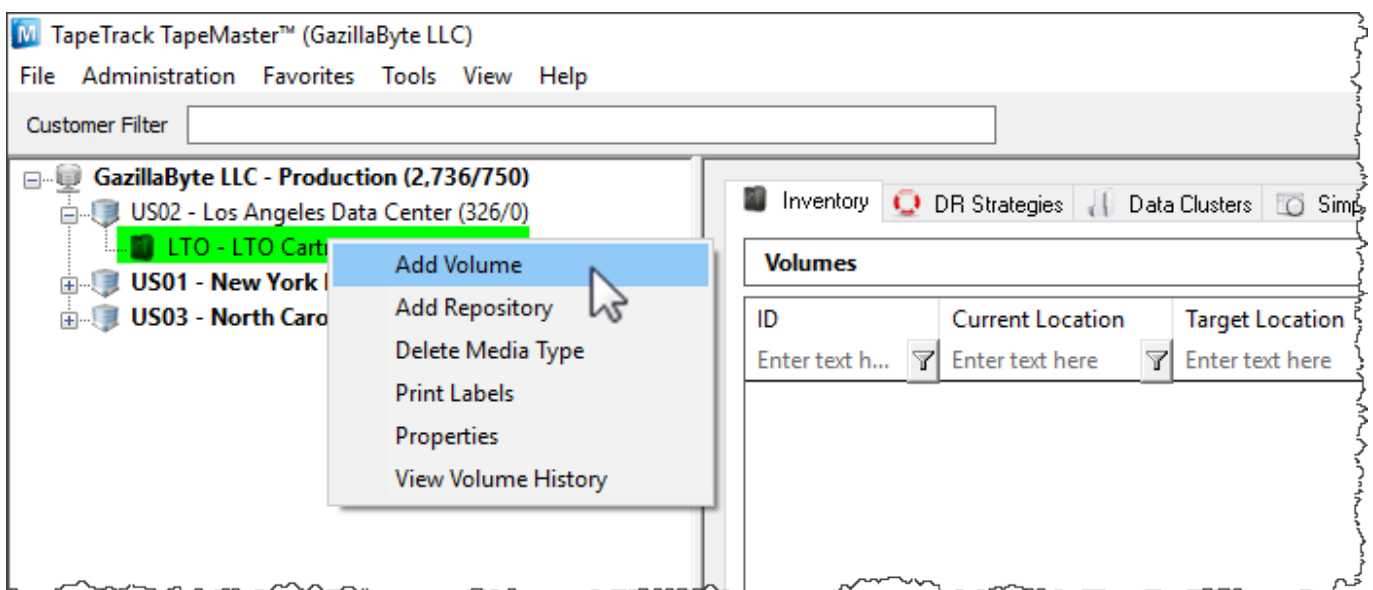 TapeTrack TapeMaster™ (GazillaByte LLC)
File Administration Favorites Tools View Help
Customer Filter
GazillaByte LLC - Production (2,736/750)
US02 - Los Angeles Data Center (326/0)
LTO - LTO
US01 - New York
US03 - North
Add Volume
Add Repository
Delete Media Type
Print Labels
Properties
View Volume History
Inventory DR Strategies Data Clusters
Volumes
ID Current Location Target Location
Enter text h... Enter text here Enter text here